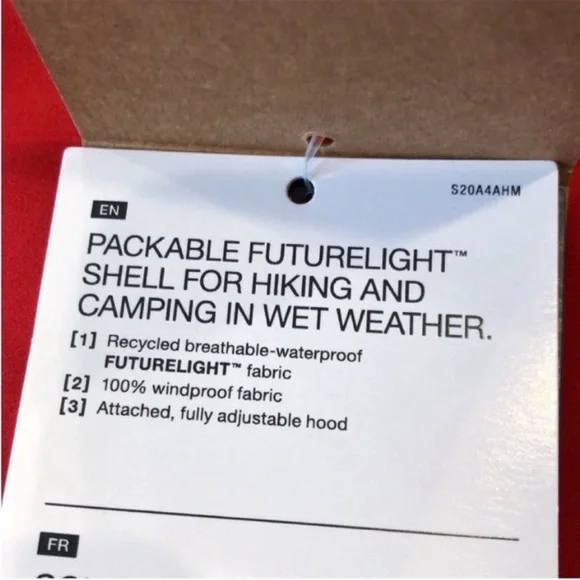 S20A4AHM
EN
PACKABLE FUTURELIGHT™
SHELL FOR HIKING AND
CAMPING IN WET WEATHER.
[1] Recycled breathable-waterproof
FUTURELIGHT™ fabric
[2] 100% windproof fabric
[3] Attached, fully adjustable hood
FR